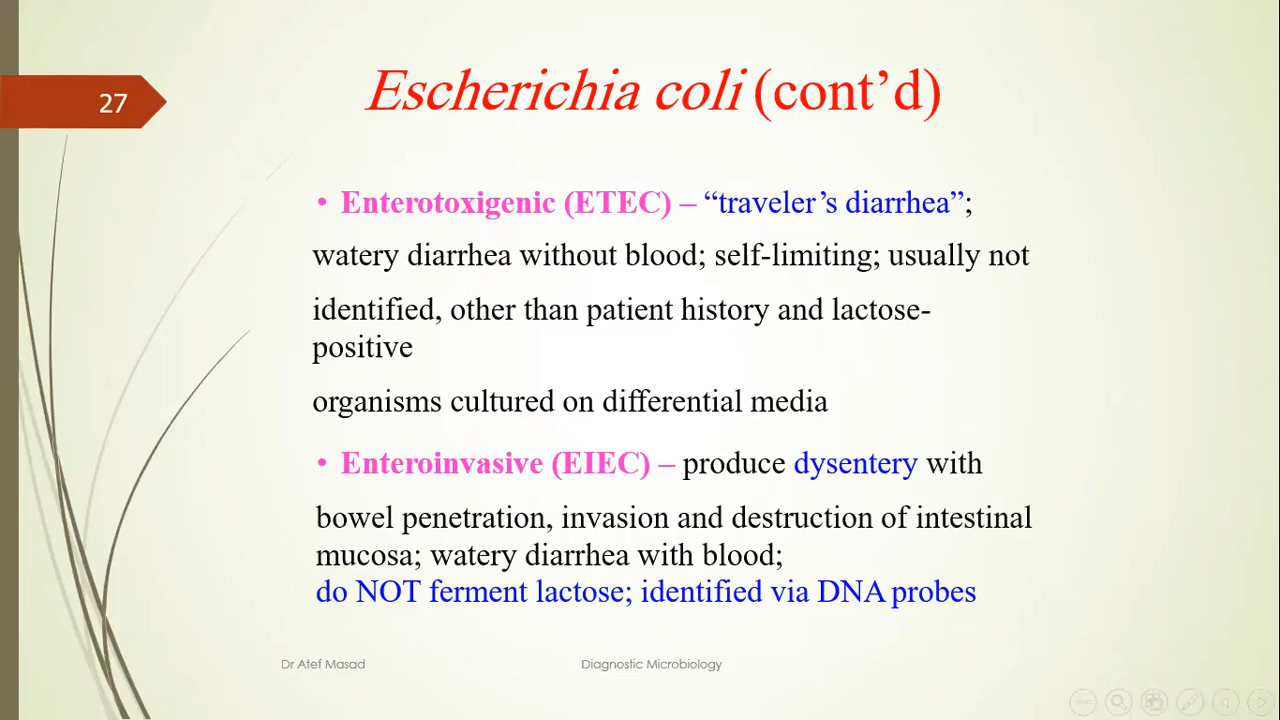 27
Escherichia coli (cont’d)
• Enterotoxigenic (ETEC) – “traveler’s diarrhea”;
watery diarrhea without blood; self-limiting; usually not
identified, other than patient history and lactose-
positive
organisms cultured on differential media
• Enteroinvasive (EIEC) – produce dysentery with
bowel penetration, invasion and destruction of intestinal
mucosa; watery diarrhea with blood;
do NOT ferment lactose; identified via DNA probes
Dr Atef Masad
Diagnostic Microbiology